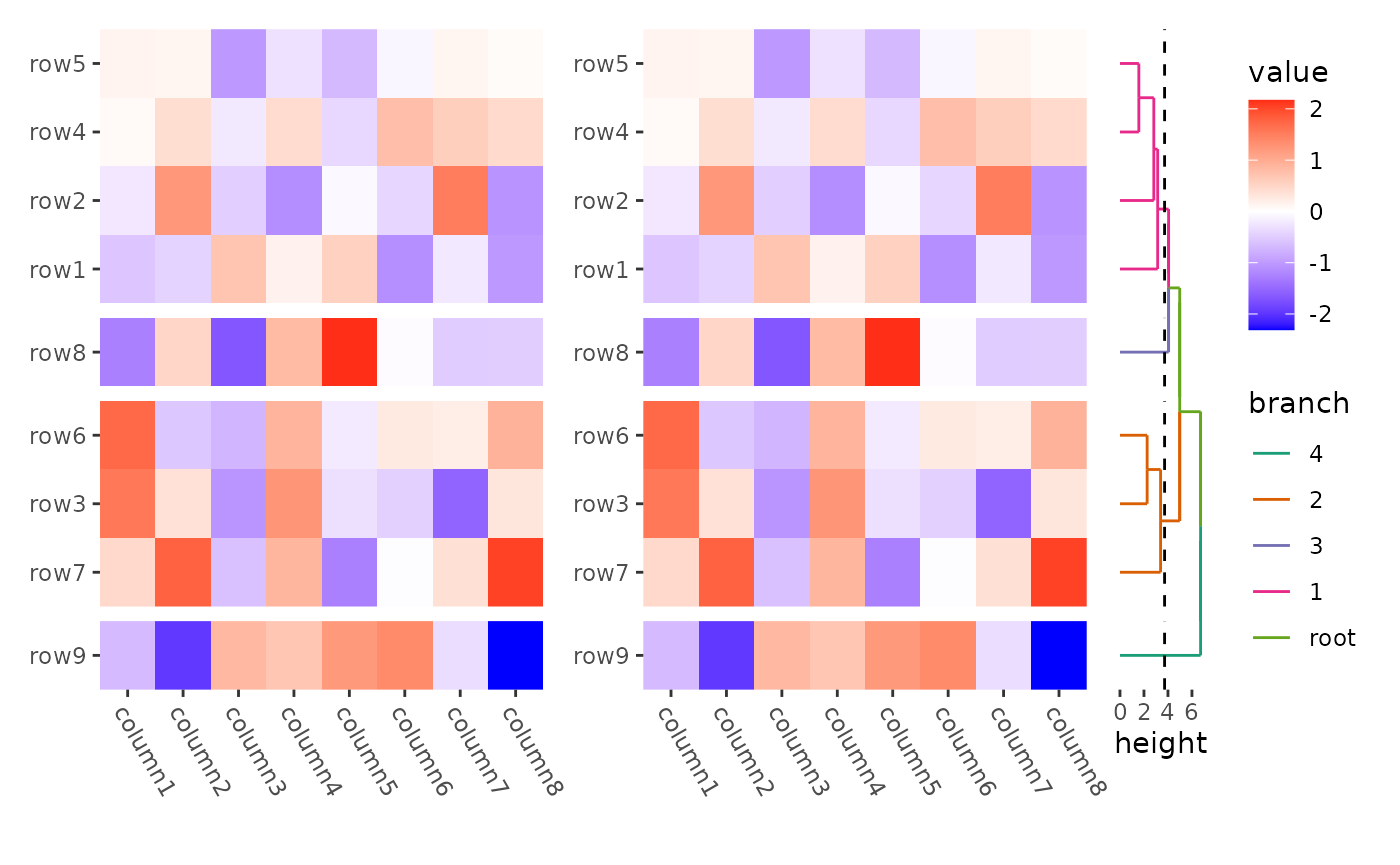 row5
row4
row2
row1
row8
row6
row3
row7
row9
column1
column2
column3
column4
column5
column6
column7
column8
row5
row4
row2
row1
row8
row6
row3
row7
row9
column1
column2
column3
column4
column5
column6
column7
column8
0 2 4 6
height
value
2
1
0
-1
-2
branch
4
2
3
1
root